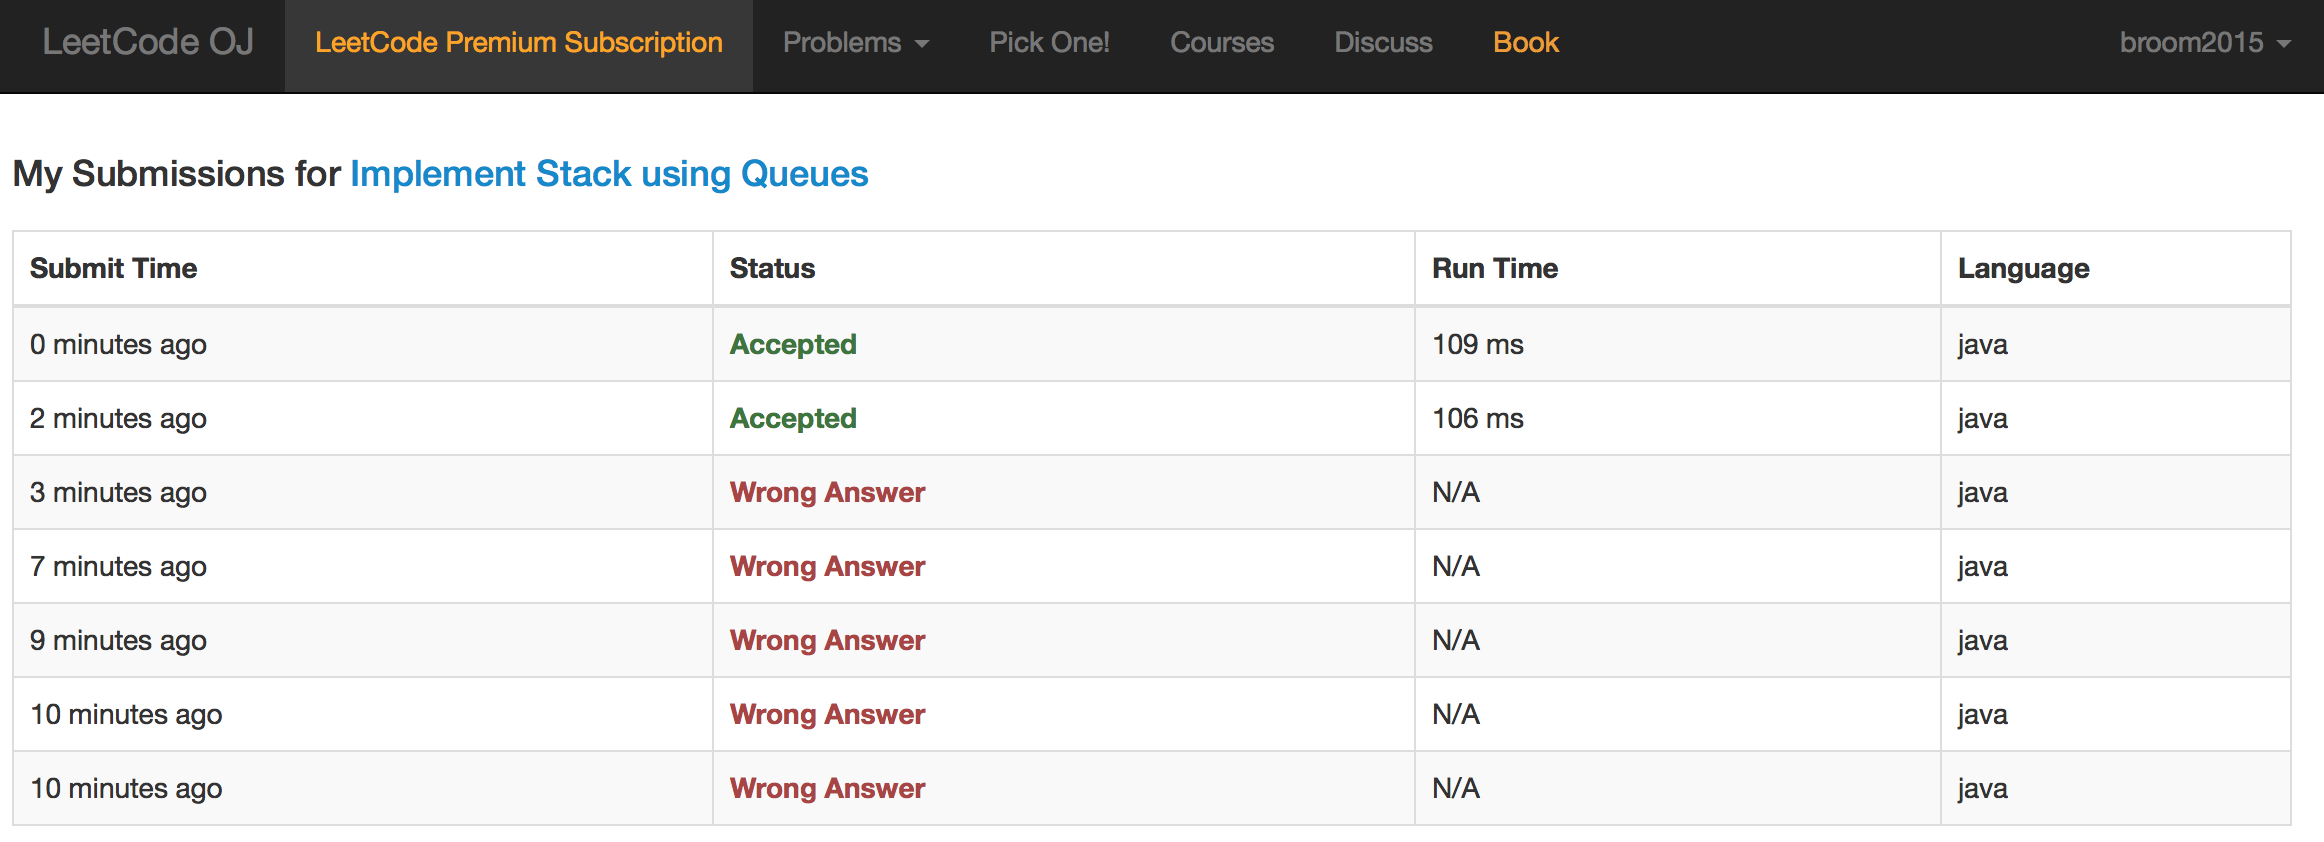 LeetCode OJ LeetCode Premium Subscription Problems Pick One! Courses Discuss Book broom2015
My Submissions for Implement Stack using Queues
Submit Time Status Run Time Language
0 minutes ago Accepted 109 ms java
2 minutes ago Accepted 106 ms java
3 minutes ago Wrong Answer N/A java
7 minutes ago Wrong Answer N/A java
9 minutes ago Wrong Answer N/A java
10 minutes ago Wrong Answer N/A java
10 minutes ago Wrong Answer N/A java